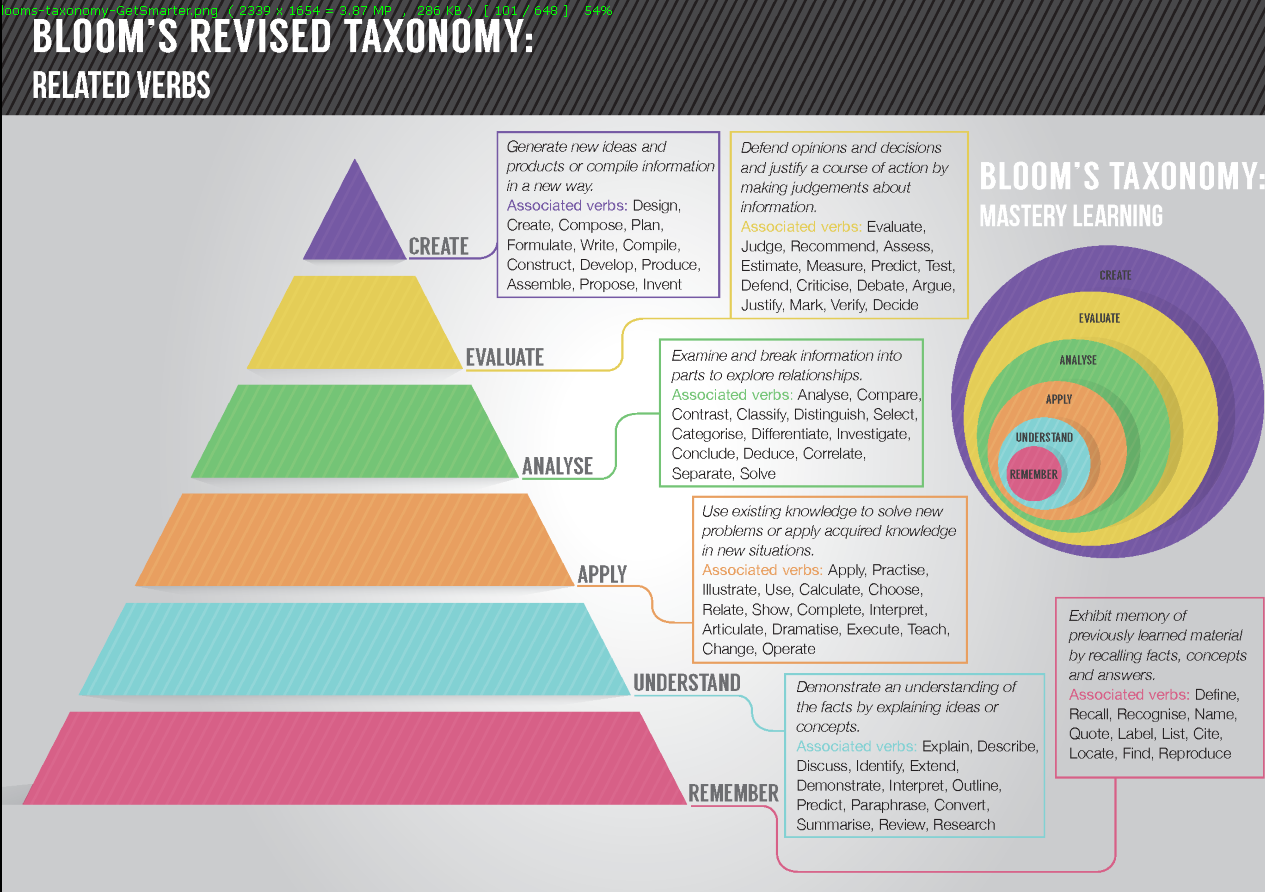 looms-taxonomy-GetSmarter.png ( 2339 x 1654 = 3.87 MP , 286 KB ) [ 101 / 648 ] 54%
BLOOM'S REVISED TAXONOMY:
RELATED VERBS
CREATE
Generate new ideas and
products or compile information
in a new way.
Associated verbs: Design,
Create, Compose, Plan,
Formulate, Write, Compile,
Construct, Develop, Produce,
Assemble, Propose, Invent
EVALUATE
Defend opinions and decisions
and justify a course of action by
making judgements about
information.
Associated verbs: Evaluate,
Judge, Recommend, Assess,
Estimate, Measure, Predict, Test,
Defend, Criticise, Debate, Argue,
Justify, Mark, Verify, Decide
ANALYSE
Examine and break information into
parts to explore relationships.
Associated verbs: Analyse, Compare,
Contrast, Classify, Distinguish, Select,
Categorise, Differentiate, Investigate,
Conclude, Deduce, Correlate,
Separate, Solve
APPLY
Use existing knowledge to solve new
problems or apply acquired knowledge
in new situations.
Associated verbs: Apply, Practise,
Illustrate, Use, Calculate, Choose,
Relate, Show, Complete, Interpret,
Articulate, Dramatise, Execute, Teach,
Change, Operate
UNDERSTAND
Demonstrate an understanding of
the facts by explaining ideas or
concepts.
Associated verbs: Explain, Describe,
Discuss, Identify, Extend,
Demonstrate, Interpret, Outline,
Predict, Paraphrase, Convert,
Summarise, Review, Research
REMEMBER
Exhibit memory of
previously learned material
by recalling facts, concepts
and answers.
Associated verbs: Define,
Recall, Recognise, Name,
Quote, Label, List, Cite,
Locate, Find, Reproduce
BLOOM'S TAXONOMY:
MASTERY LEARNING
CREATE
EVALUATE
ANALYSE
APPLY
UNDERSTAND
REMEMBER